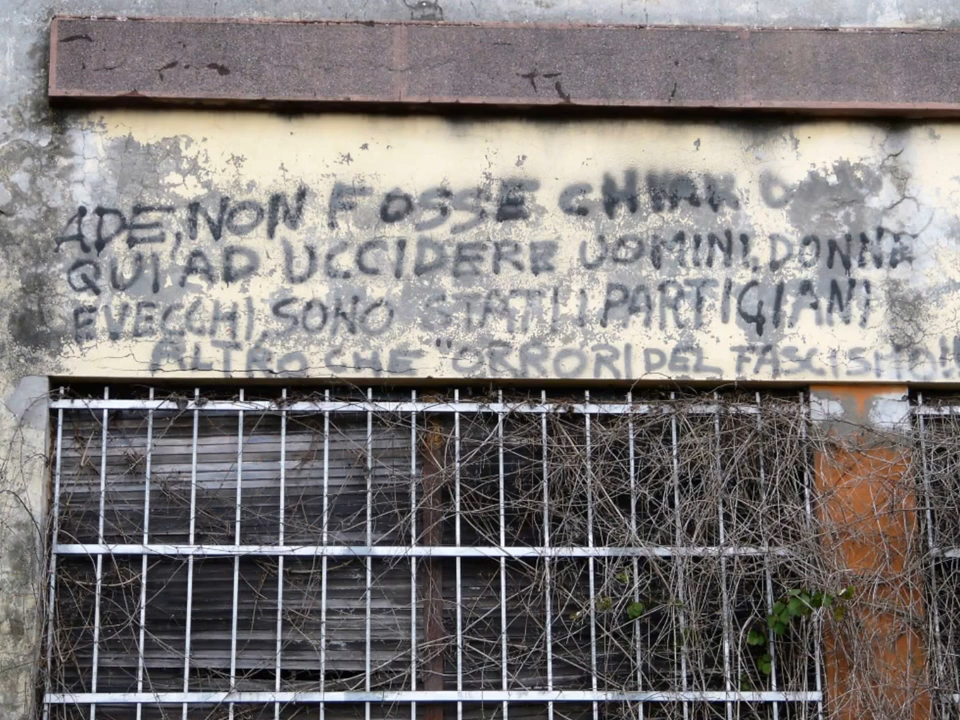 ADE, NON FOSSE
QUI AD UCCIDERE UOMINI, DONNE
E VECCHI, SONO STATI I PARTIGIANI
ALTRO CHE "ORRORI DEL FASCISMO!!